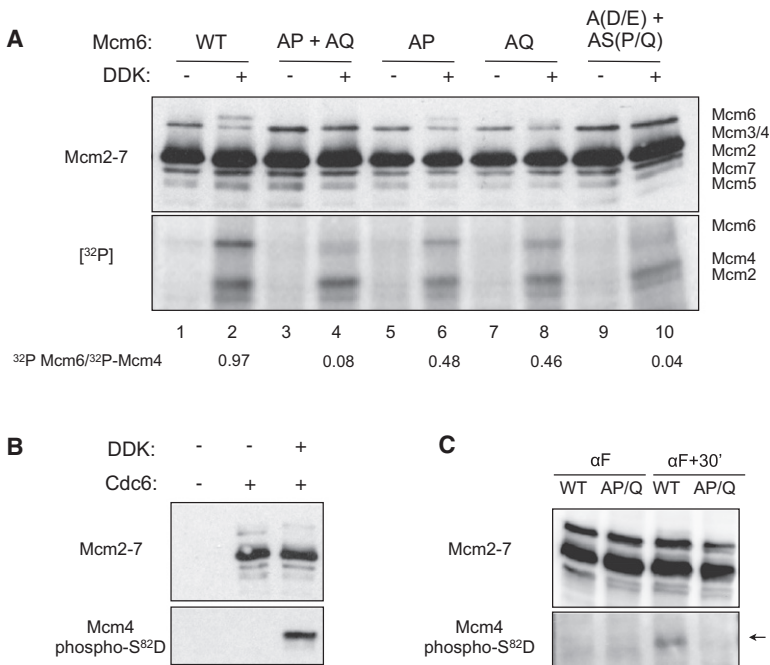 A
Mcm6: WT AP + AQ AP AQ A(D/E) + AS(P/Q)
DDK: - + - + - + - + - +
Mcm2-7
Mcm6
Mcm3/4
Mcm2
Mcm7
Mcm5
[³²P]
Mcm6
Mcm4
Mcm2
1 2 3 4 5 6 7 8 9 10
³²P Mcm6/³²P-Mcm4 0.97 0.08 0.48 0.46 0.04
B
DDK: - - +
Cdc6: - + +
Mcm2-7
Mcm4
phospho-S⁸²D
C
αF αF+30’
WT AP/Q WT AP/Q
Mcm2-7
Mcm4
phospho-S⁸²D
←